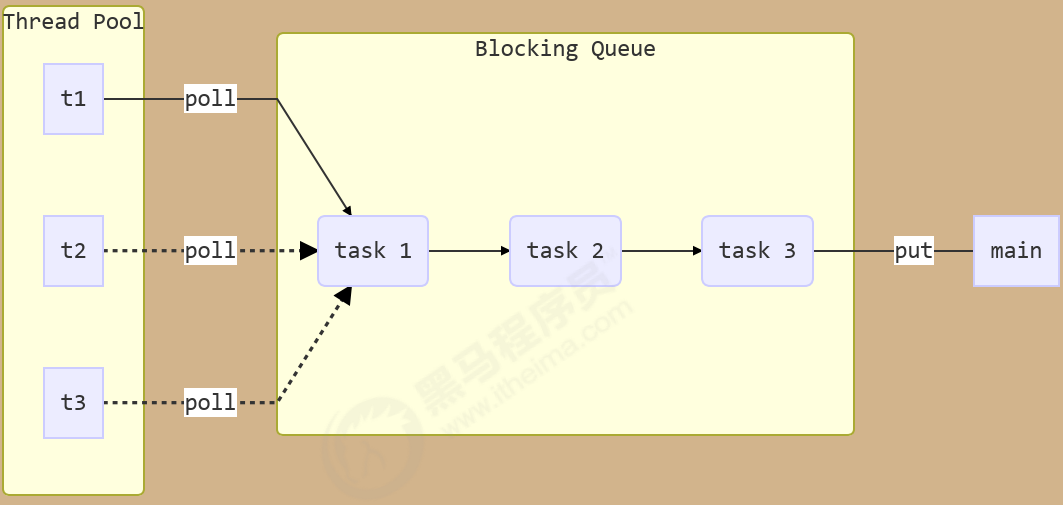 Thread Pool
Blocking Queue
t1
poll
t2
poll
task 1
task 2
task 3
put
main
t3
poll
黑马程序员
www.itheima.com